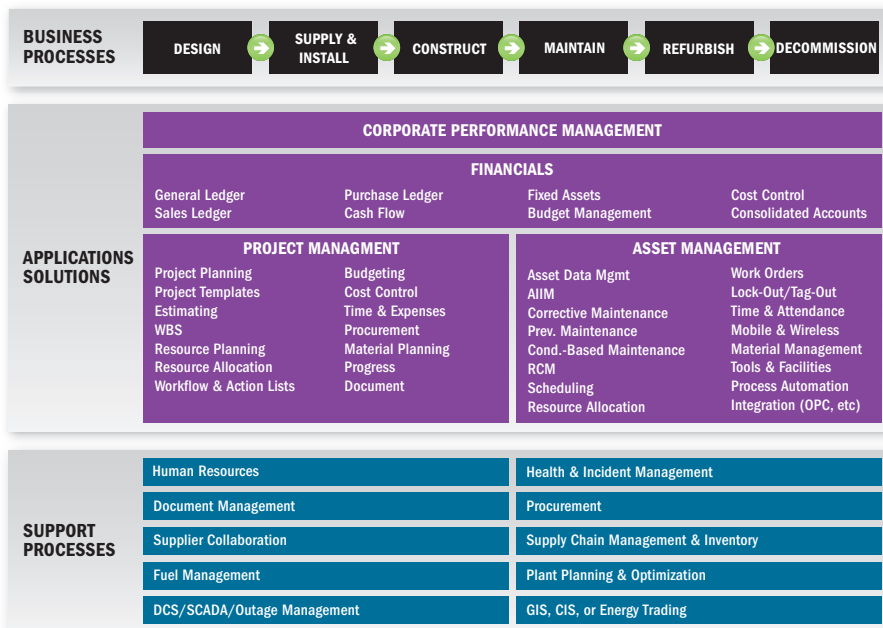 BUSINESS
PROCESSES
DESIGN
SUPPLY &
INSTALL
CONSTRUCT
MAINTAIN
REFURBISH
DECOMMISSION
APPLICATIONS
SOLUTIONS
CORPORATE PERFORMANCE MANAGEMENT
FINANCIALS
General Ledger
Sales Ledger
Purchase Ledger
Cash Flow
Fixed Assets
Budget Management
Cost Control
Consolidated Accounts
PROJECT MANAGMENT
Project Planning
Project Templates
Estimating
WBS
Resource Planning
Resource Allocation
Workflow & Action Lists
Budgeting
Cost Control
Time & Expenses
Procurement
Material Planning
Progress
Document
ASSET MANAGEMENT
Asset Data Mgmt
AIIM
Corrective Maintenance
Prev. Maintenance
Cond.-Based Maintenance
RCM
Scheduling
Resource Allocation
Work Orders
Lock-Out/Tag-Out
Time & Attendance
Mobile & Wireless
Material Management
Tools & Facilities
Process Automation
Integration (OPC, etc)
SUPPORT
PROCESSES
Human Resources
Document Management
Supplier Collaboration
Fuel Management
DCS/SCADA/Outage Management
Health & Incident Management
Procurement
Supply Chain Management & Inventory
Plant Planning & Optimization
GIS, CIS, or Energy Trading